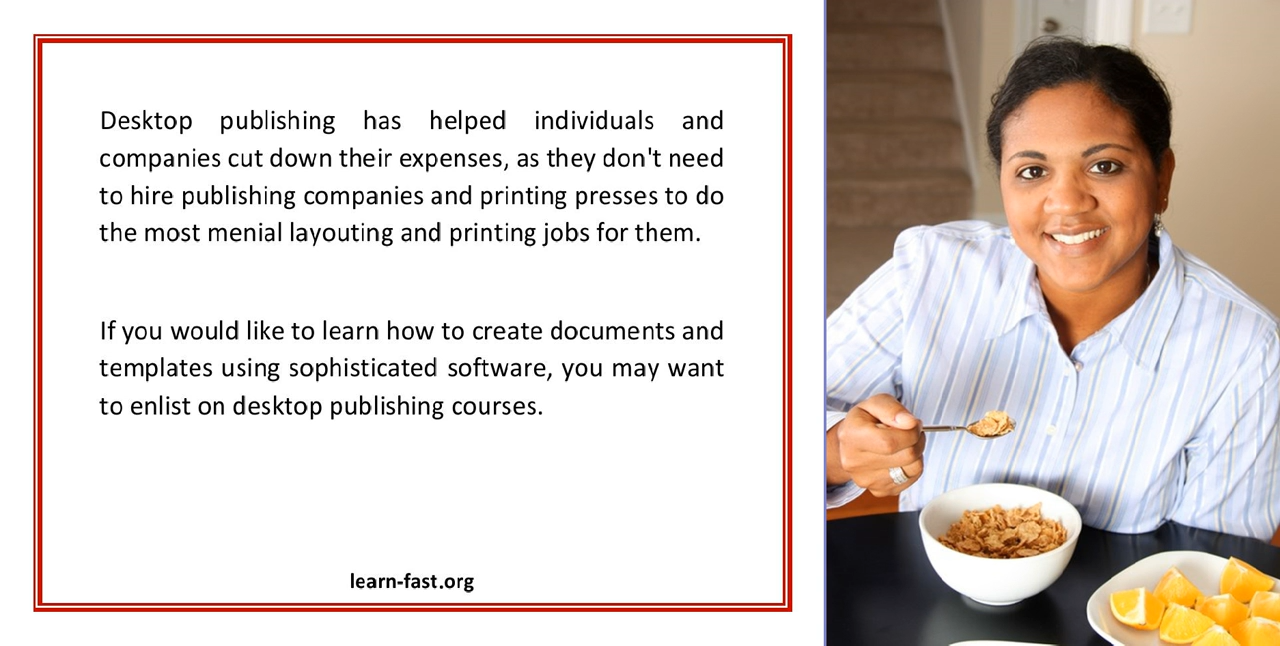 Desktop publishing has helped individuals and
companies cut down their expenses, as they don't need
to hire publishing companies and printing presses to do
the most menial layouting and printing jobs for them.
If you would like to learn how to create documents and
templates using sophisticated software, you may want
to enlist on desktop publishing courses.
learn-fast.org